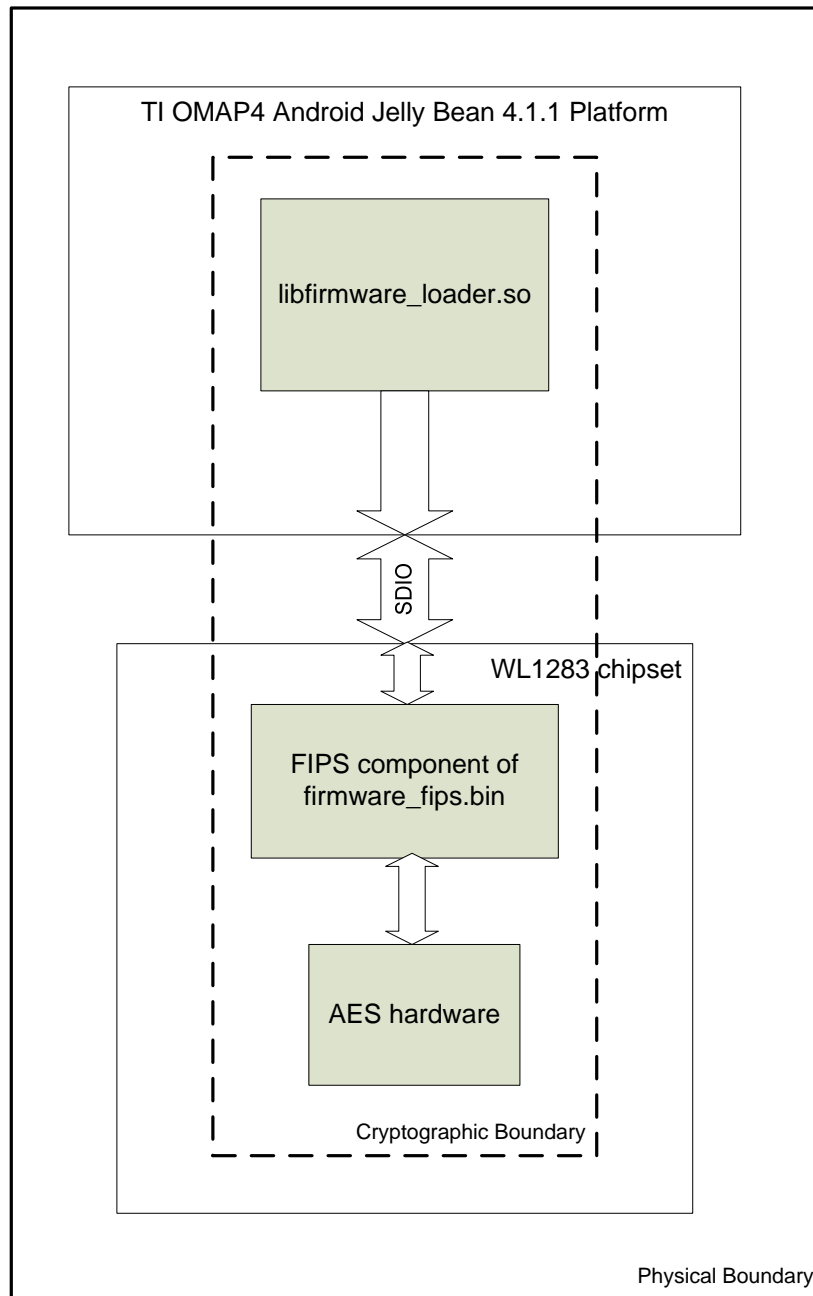 TI OMAP4 Android Jelly Bean 4.1.1 Platform
libfirmware_loader.so
SDIO
WL1283 chipset
FIPS component of
firmware_fips.bin
AES hardware
Cryptographic Boundary
Physical Boundary